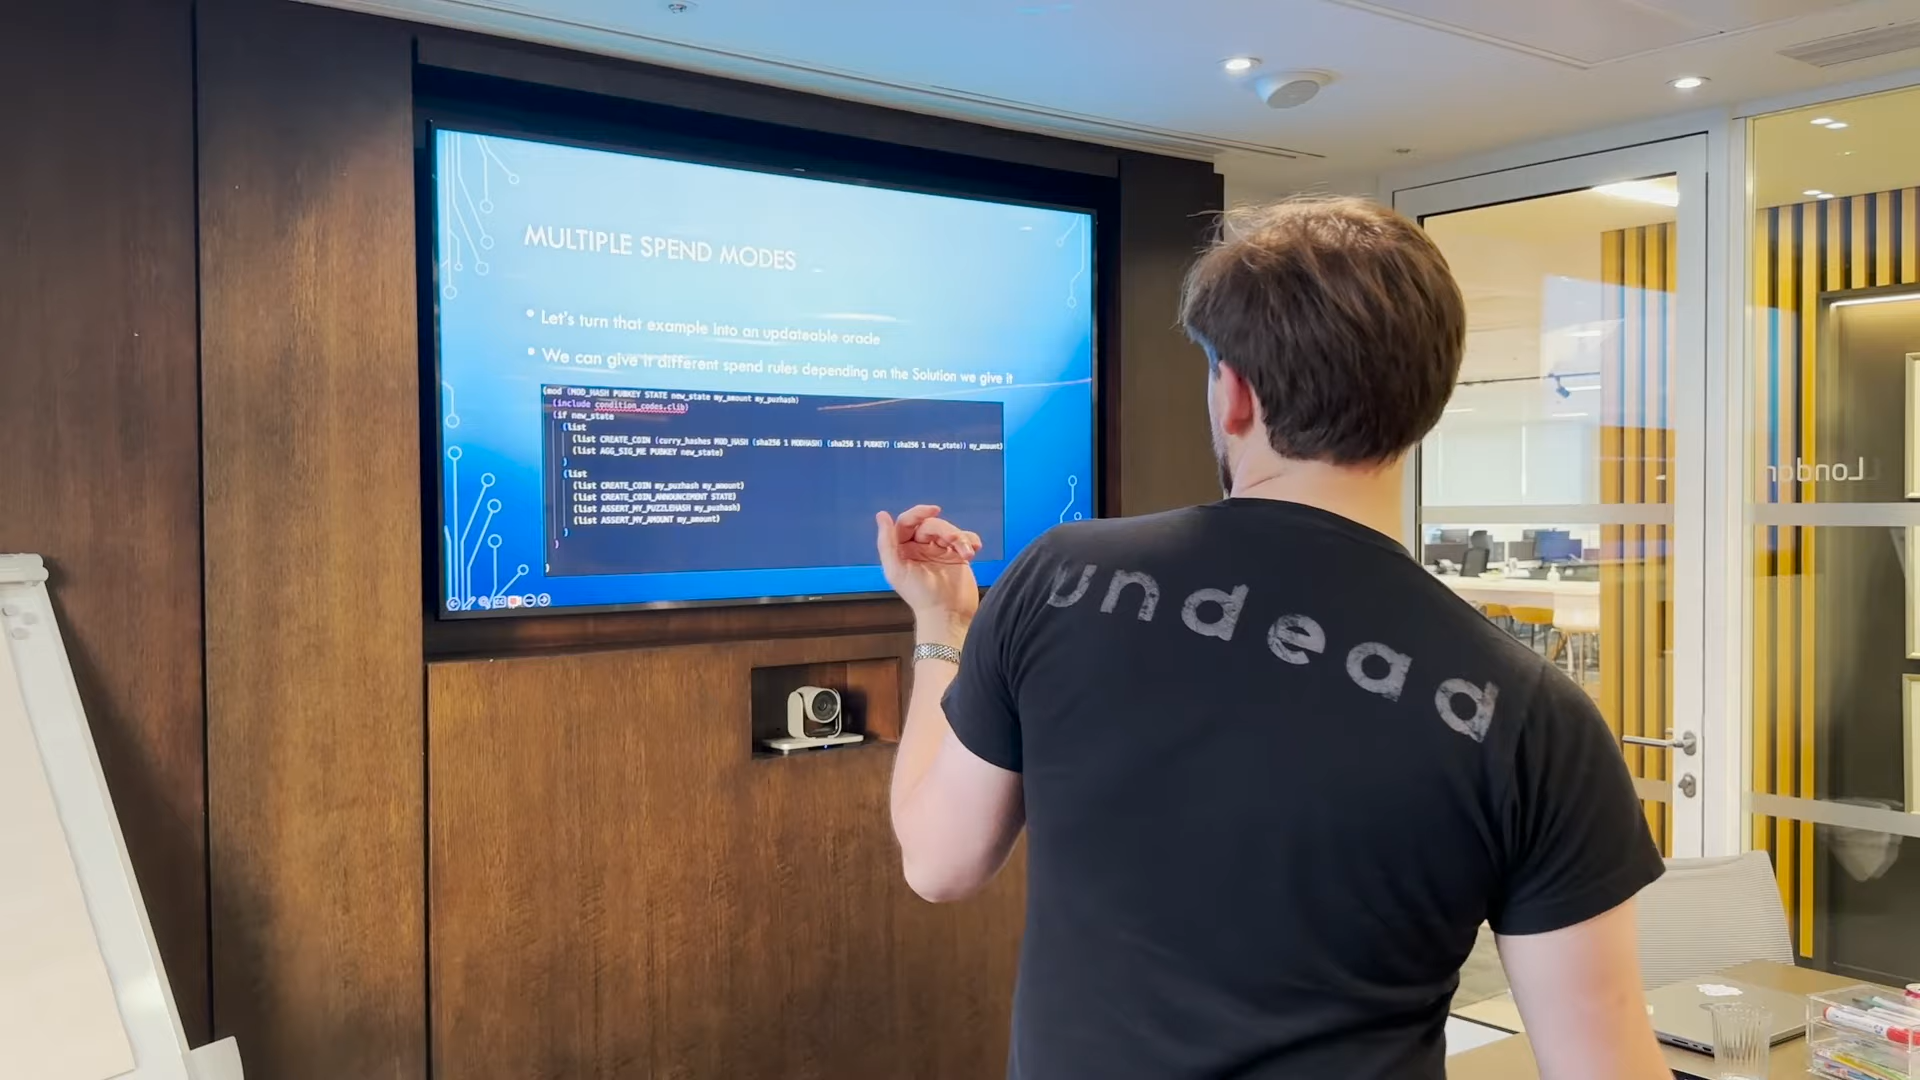 MULTIPLE SPEND MODES
• Let's turn that example into an updateable oracle
• We can give it different spend rules depending on the Solution we give it
(mod (MOD_HASH PUBKEY STATE new_state my_amount my_puzhash)
(include condition_codes.clib)
(if new_state
(list
(list CREATE_COIN (curry_hashes MOD_HASH (sha256 1 MODHASH) (sha256 1 PUBKEY) (sha256 1 new_state)) my_amount)
(list AGG_SIG_ME PUBKEY new_state)
)
(list
(list CREATE_COIN my_puzhash my_amount)
(list CREATE_COIN_ANNOUNCEMENT STATE)
(list ASSERT_MY_PUZZLEHASH my_puzhash)
(list ASSERT_MY_AMOUNT my_amount)
)
)
)
undead
London